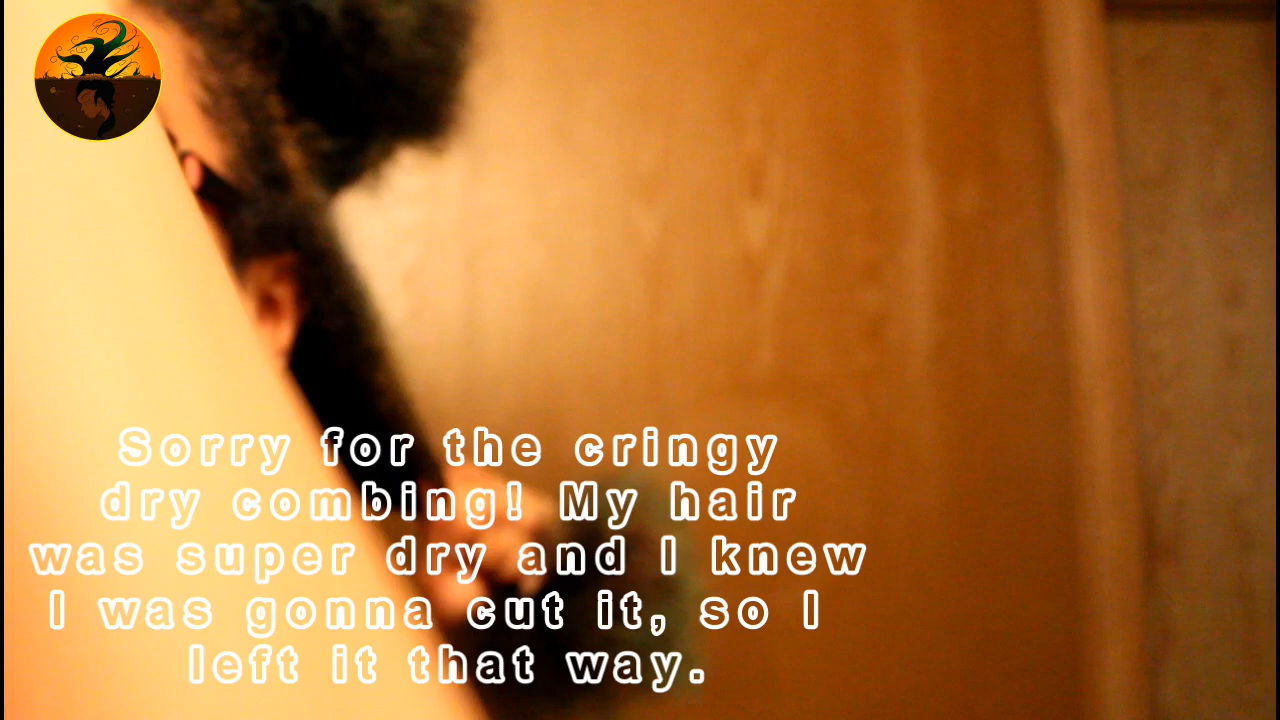 Sorry for the cringy
dry combing! My hair
was super dry and I knew
I was gonna cut it, so I
left it that way.